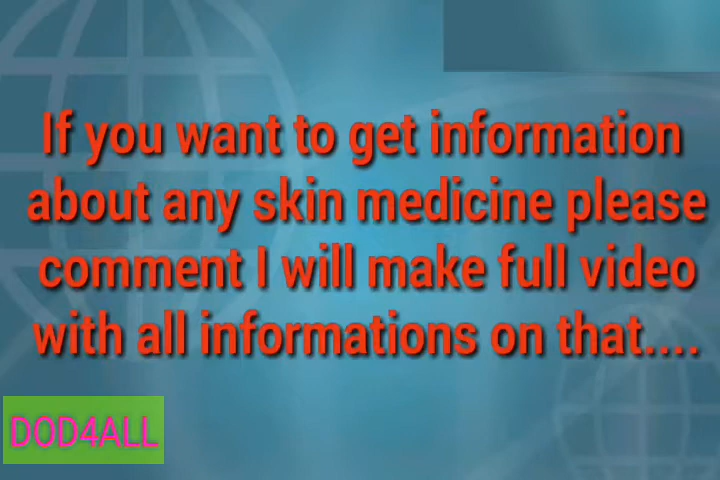 If you want to get information
about any skin medicine please
comment I will make full video
with all informations on that....
DOD4ALL